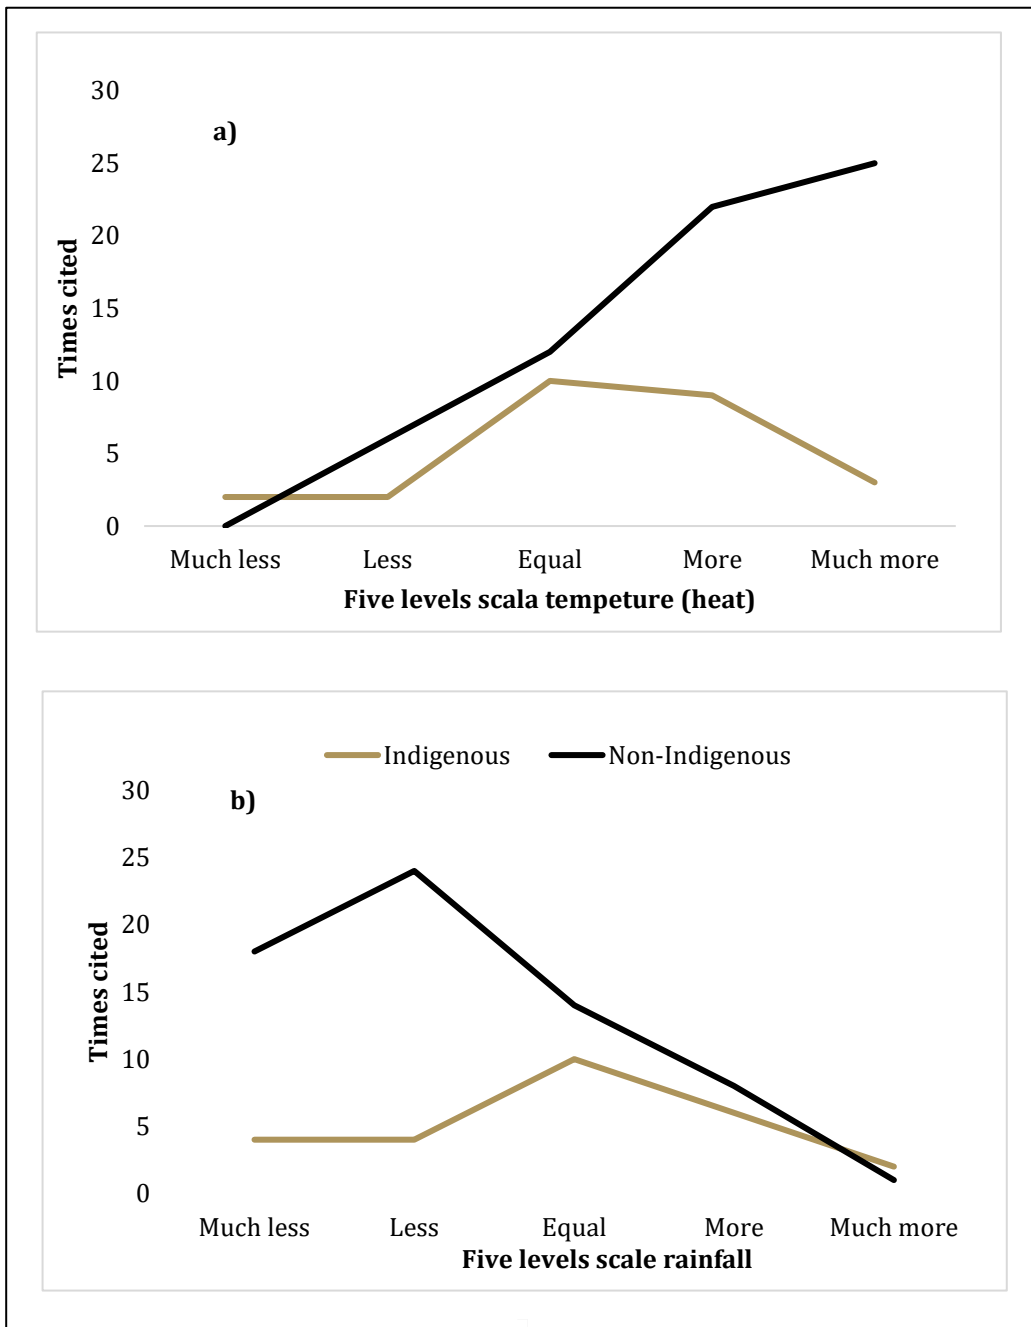 30
a)
25
20
15
10
5
0
Times cited
Much less Less Equal More Much more
Five levels scala tempeture (heat)
Indigenous Non-Indigenous
30
b)
25
20
15
10
5
0
Times cited
Much less Less Equal More Much more
Five levels scale rainfall